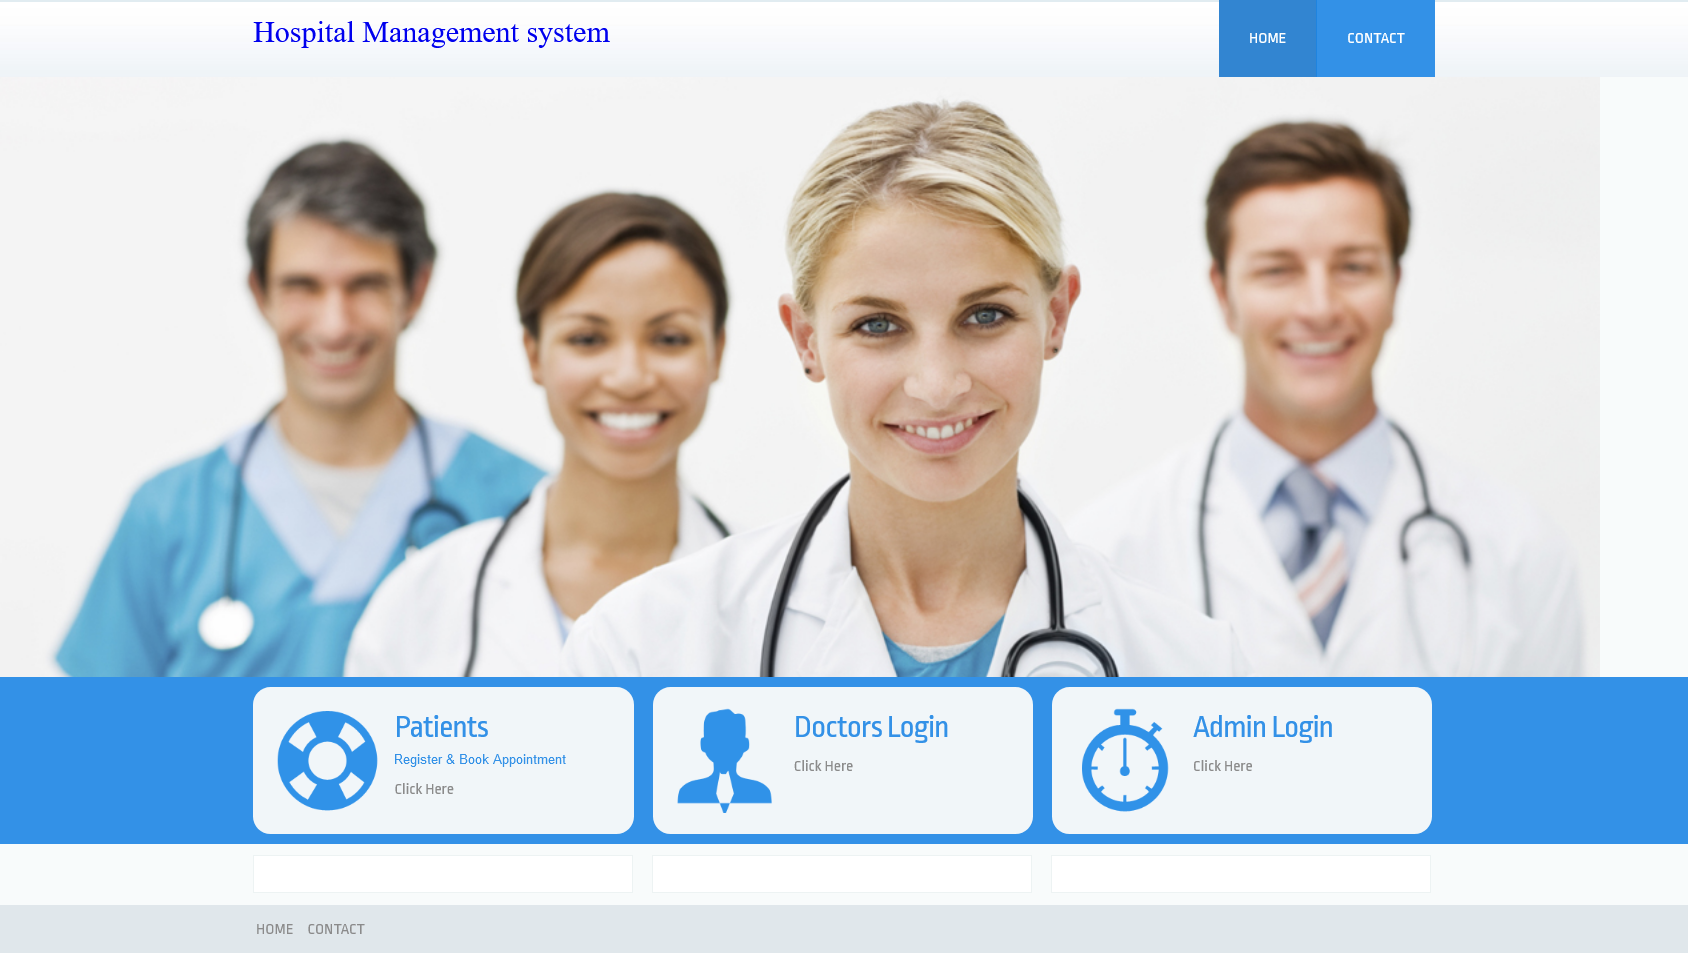 Hospital Management system
HOME CONTACT
Patients
Register & Book Appointment
Click Here
Doctors Login
Click Here
Admin Login
Click Here
HOME CONTACT